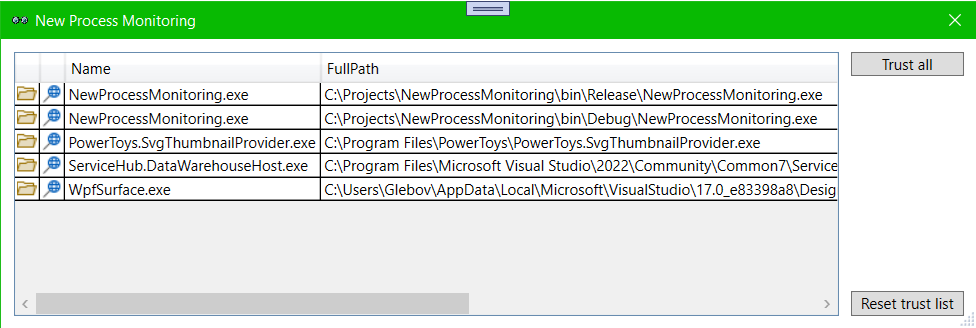 New Process Monitoring
Name FullPath Trust all
NewProcessMonitoring.exe C:\Projects\NewProcessMonitoring\bin\Release\NewProcessMonitoring.exe
NewProcessMonitoring.exe C:\Projects\NewProcessMonitoring\bin\Debug\NewProcessMonitoring.exe
PowerToys.SvgThumbnailProvider.exe C:\Program Files\PowerToys\PowerToys.SvgThumbnailProvider.exe
ServiceHub.DataWarehouseHost.exe C:\Program Files\Microsoft Visual Studio\2022\Community\Common7\Service
WpfSurface.exe C:\Users\Glebov\AppData\Local\Microsoft\VisualStudio\17.0_e83398a8\Desig
Reset trust list